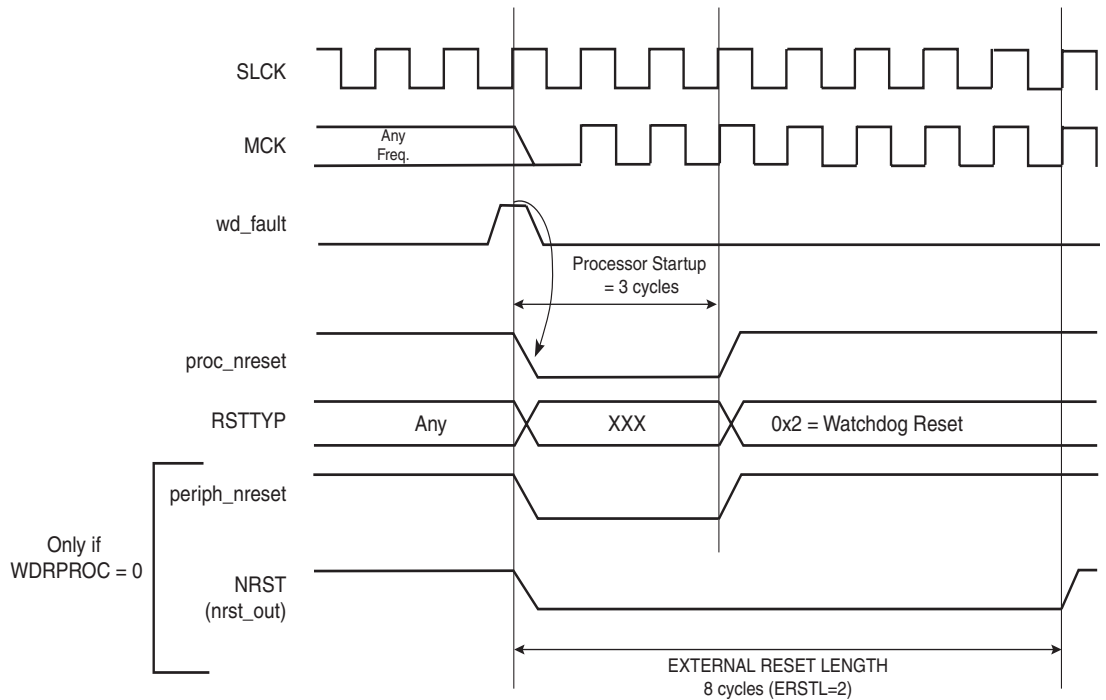 SLCK
MCK
Any
Freq.
wd_fault
Processor Startup
= 3 cycles
proc_nreset
RSTTYP
Any
XXX
0x2 = Watchdog Reset
periph_nreset
Only if
WDRPROC = 0
NRST
(nrst_out)
EXTERNAL RESET LENGTH
8 cycles (ERSTL=2)